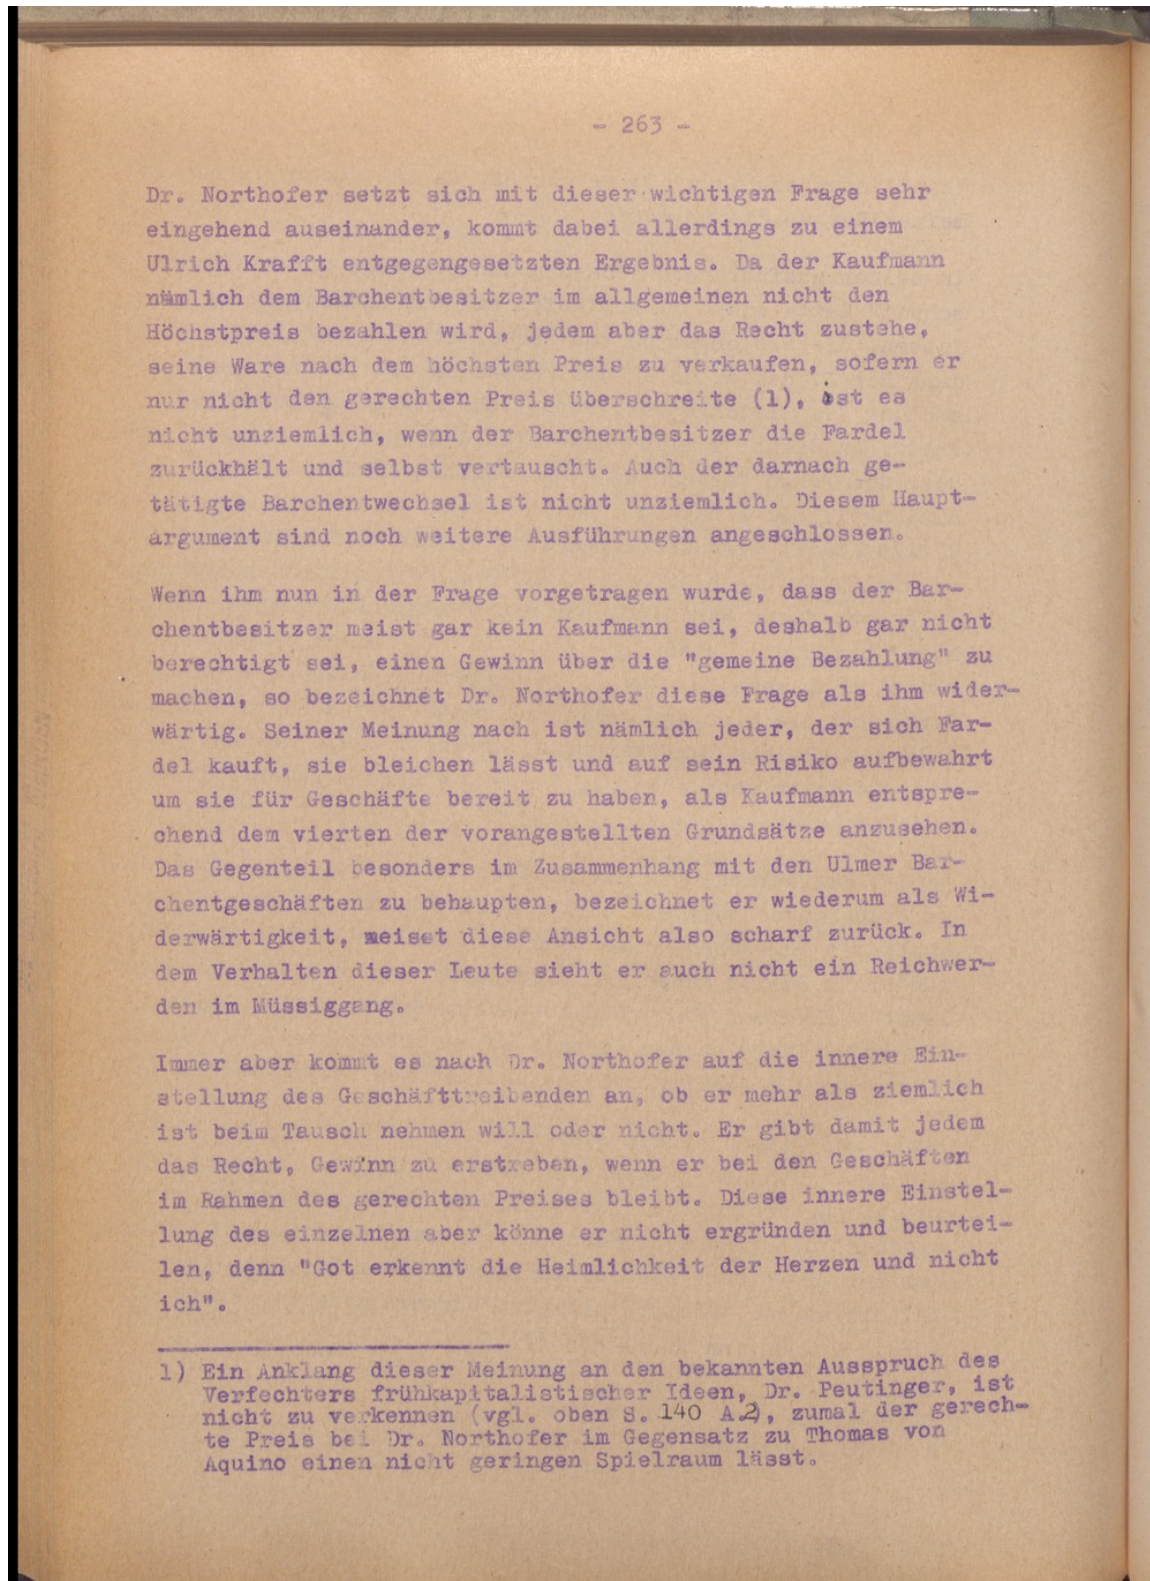 - 263 -
Dr. Northofer setzt sich mit dieser wichtigen Frage sehr
eingehend auseinander, kommt dabei allerdings zu einem
Ulrich Krafft entgegengesetzten Ergebnis. Da der Kaufmann
nämlich dem Barchentbesitzer im allgemeinen nicht den
Höchstpreis bezahlen wird, jedem aber das Recht zustehe,
seine Ware nach dem höchsten Preis zu verkaufen, sofern er
nur nicht den gerechten Preis überschreite (1), ist es
nicht unziemlich, wenn der Barchentbesitzer die Fardel
zurückhält und selbst vertauscht. Auch der darnach ge-
tätigte Barchentwechsel ist nicht unziemlich. Diesem Haupt-
argument sind noch weitere Ausführungen angeschlossen.
Wenn ihm nun in der Frage vorgetragen wurde, dass der Bar-
chentbesitzer meist gar kein Kaufmann sei, deshalb gar nicht
berechtigt sei, einen Gewinn über die "gemeine Bezahlung" zu
machen, so bezeichnet Dr. Northofer diese Frage als ihm wider-
wärtig. Seiner Meinung nach ist nämlich jeder, der sich Far-
del kauft, sie bleichen lässt und auf sein Risiko aufbewahrt
um sie für Geschäfte bereit zu haben, als Kaufmann entspre-
chend dem vierten der vorangestellten Grundsätze anzusehen.
Das Gegenteil besonders im Zusammenhang mit den Ulmer Bar-
chentgeschäften zu behaupten, bezeichnet er wiederum als Wi-
derwärtigkeit, weiset diese Ansicht also scharf zurück. In
dem Verhalten dieser Leute sieht er auch nicht ein Reichwer-
den im Müssiggang.
Immer aber kommt es nach Dr. Northofer auf die innere Ein-
stellung des Geschäfttreibenden an, ob er mehr als ziemlich
ist beim Tausch nehmen will oder nicht. Er gibt damit jedem
das Recht, Gewinn zu erstreben, wenn er bei den Geschäften
im Rahmen des gerechten Preises bleibt. Diese innere Einstel-
lung des einzelnen aber könne er nicht ergründen und beurtei-
len, denn "Got erkennt die Heimlichkeit der Herzen und nicht
ich".
1) Ein Anklang dieser Meinung an den bekannten Ausspruch des
Verfechters frühkapitalistischer Ideen, Dr. Peutinger, ist
nicht zu verkennen (vgl. oben S. 140 A.2), zumal der gerech-
te Preis bei Dr. Northofer im Gegensatz zu Thomas von
Aquino einen nicht geringen Spielraum lässt.